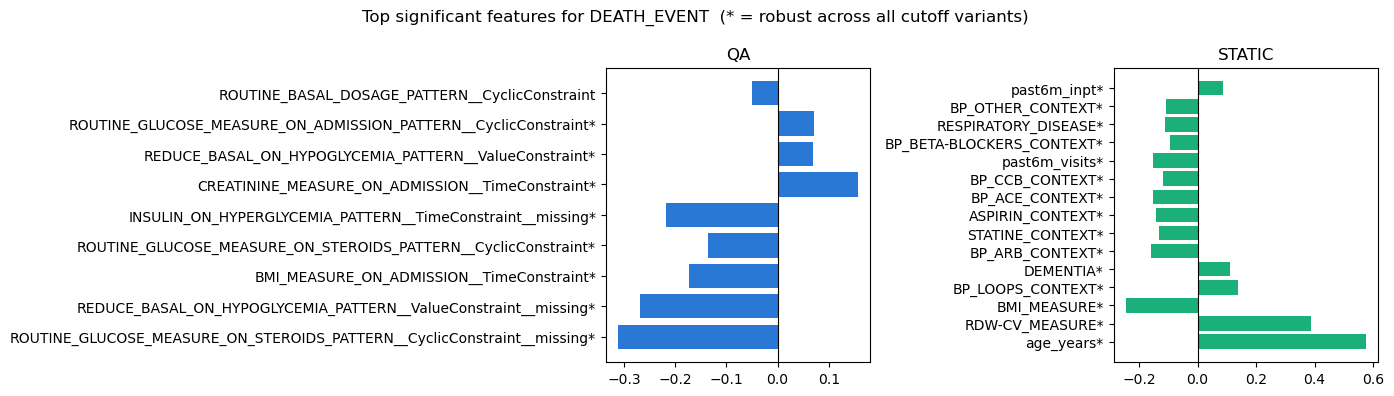 Top significant features for DEATH_EVENT  (* = robust across all cutoff variants)
QA
ROUTINE_BASAL_DOSAGE_PATTERN__CyclicConstraint
ROUTINE_GLUCOSE_MEASURE_ON_ADMISSION_PATTERN__CyclicConstraint*
REDUCE_BASAL_ON_HYPOGLYCEMIA_PATTERN__ValueConstraint*
CREATININE_MEASURE_ON_ADMISSION__TimeConstraint*
INSULIN_ON_HYPERGLYCEMIA_PATTERN__TimeConstraint__missing*
ROUTINE_GLUCOSE_MEASURE_ON_STEROIDS_PATTERN__CyclicConstraint*
BMI_MEASURE_ON_ADMISSION__TimeConstraint*
REDUCE_BASAL_ON_HYPOGLYCEMIA_PATTERN__ValueConstraint__missing*
ROUTINE_GLUCOSE_MEASURE_ON_STEROIDS_PATTERN__CyclicConstraint__missing*
−0.3 −0.2 −0.1 0.0 0.1
STATIC
past6m_inpt*
BP_OTHER_CONTEXT*
RESPIRATORY_DISEASE*
BP_BETA-BLOCKERS_CONTEXT*
past6m_visits*
BP_CCB_CONTEXT*
BP_ACE_CONTEXT*
ASPIRIN_CONTEXT*
STATINE_CONTEXT*
BP_ARB_CONTEXT*
DEMENTIA*
BP_LOOPS_CONTEXT*
BMI_MEASURE*
RDW-CV_MEASURE*
age_years*
−0.2 0.0 0.2 0.4 0.6